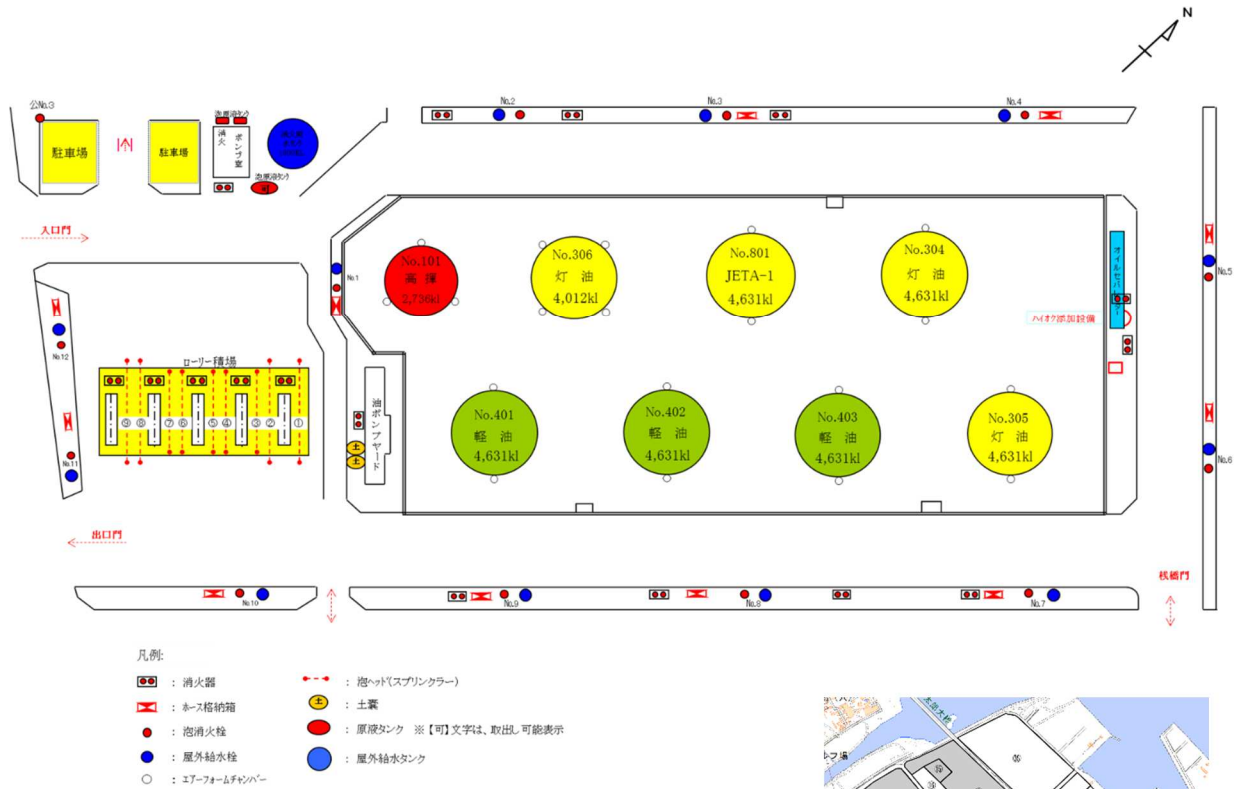 N
公No.3
泡原液タンク
消火
ポンプ室
泡原液タンク
駐車場
駐車場
No.2
No.3
No.4
入口門
No.1
No.101
高 揮
2,736kl
No.306
灯 油
4,012kl
No.801
JETA-1
4,631kl
No.304
灯 油
4,631kl
オイルセパレーター
ハイオク添加設備
No.5
No.12
ローリー積場
⑨ ⑧ ⑦ ⑥ ⑤ ④ ③ ② ①
No.11
油ポンプヤード
土
土
No.401
軽 油
4,631kl
No.402
軽 油
4,631kl
No.403
軽 油
4,631kl
No.305
灯 油
4,631kl
No.6
出口門
桟橋門
No.10
No.9
No.8
No.7
凡例:
: 消火器
: ホース格納箱
: 泡消火栓
: 屋外給水栓
: エアーフォームチャンバー
: 泡ヘッド(スプリンクラー)
土 : 土嚢
: 原液タンク ※【可】文字は、取出し可能表示
: 屋外給水タンク